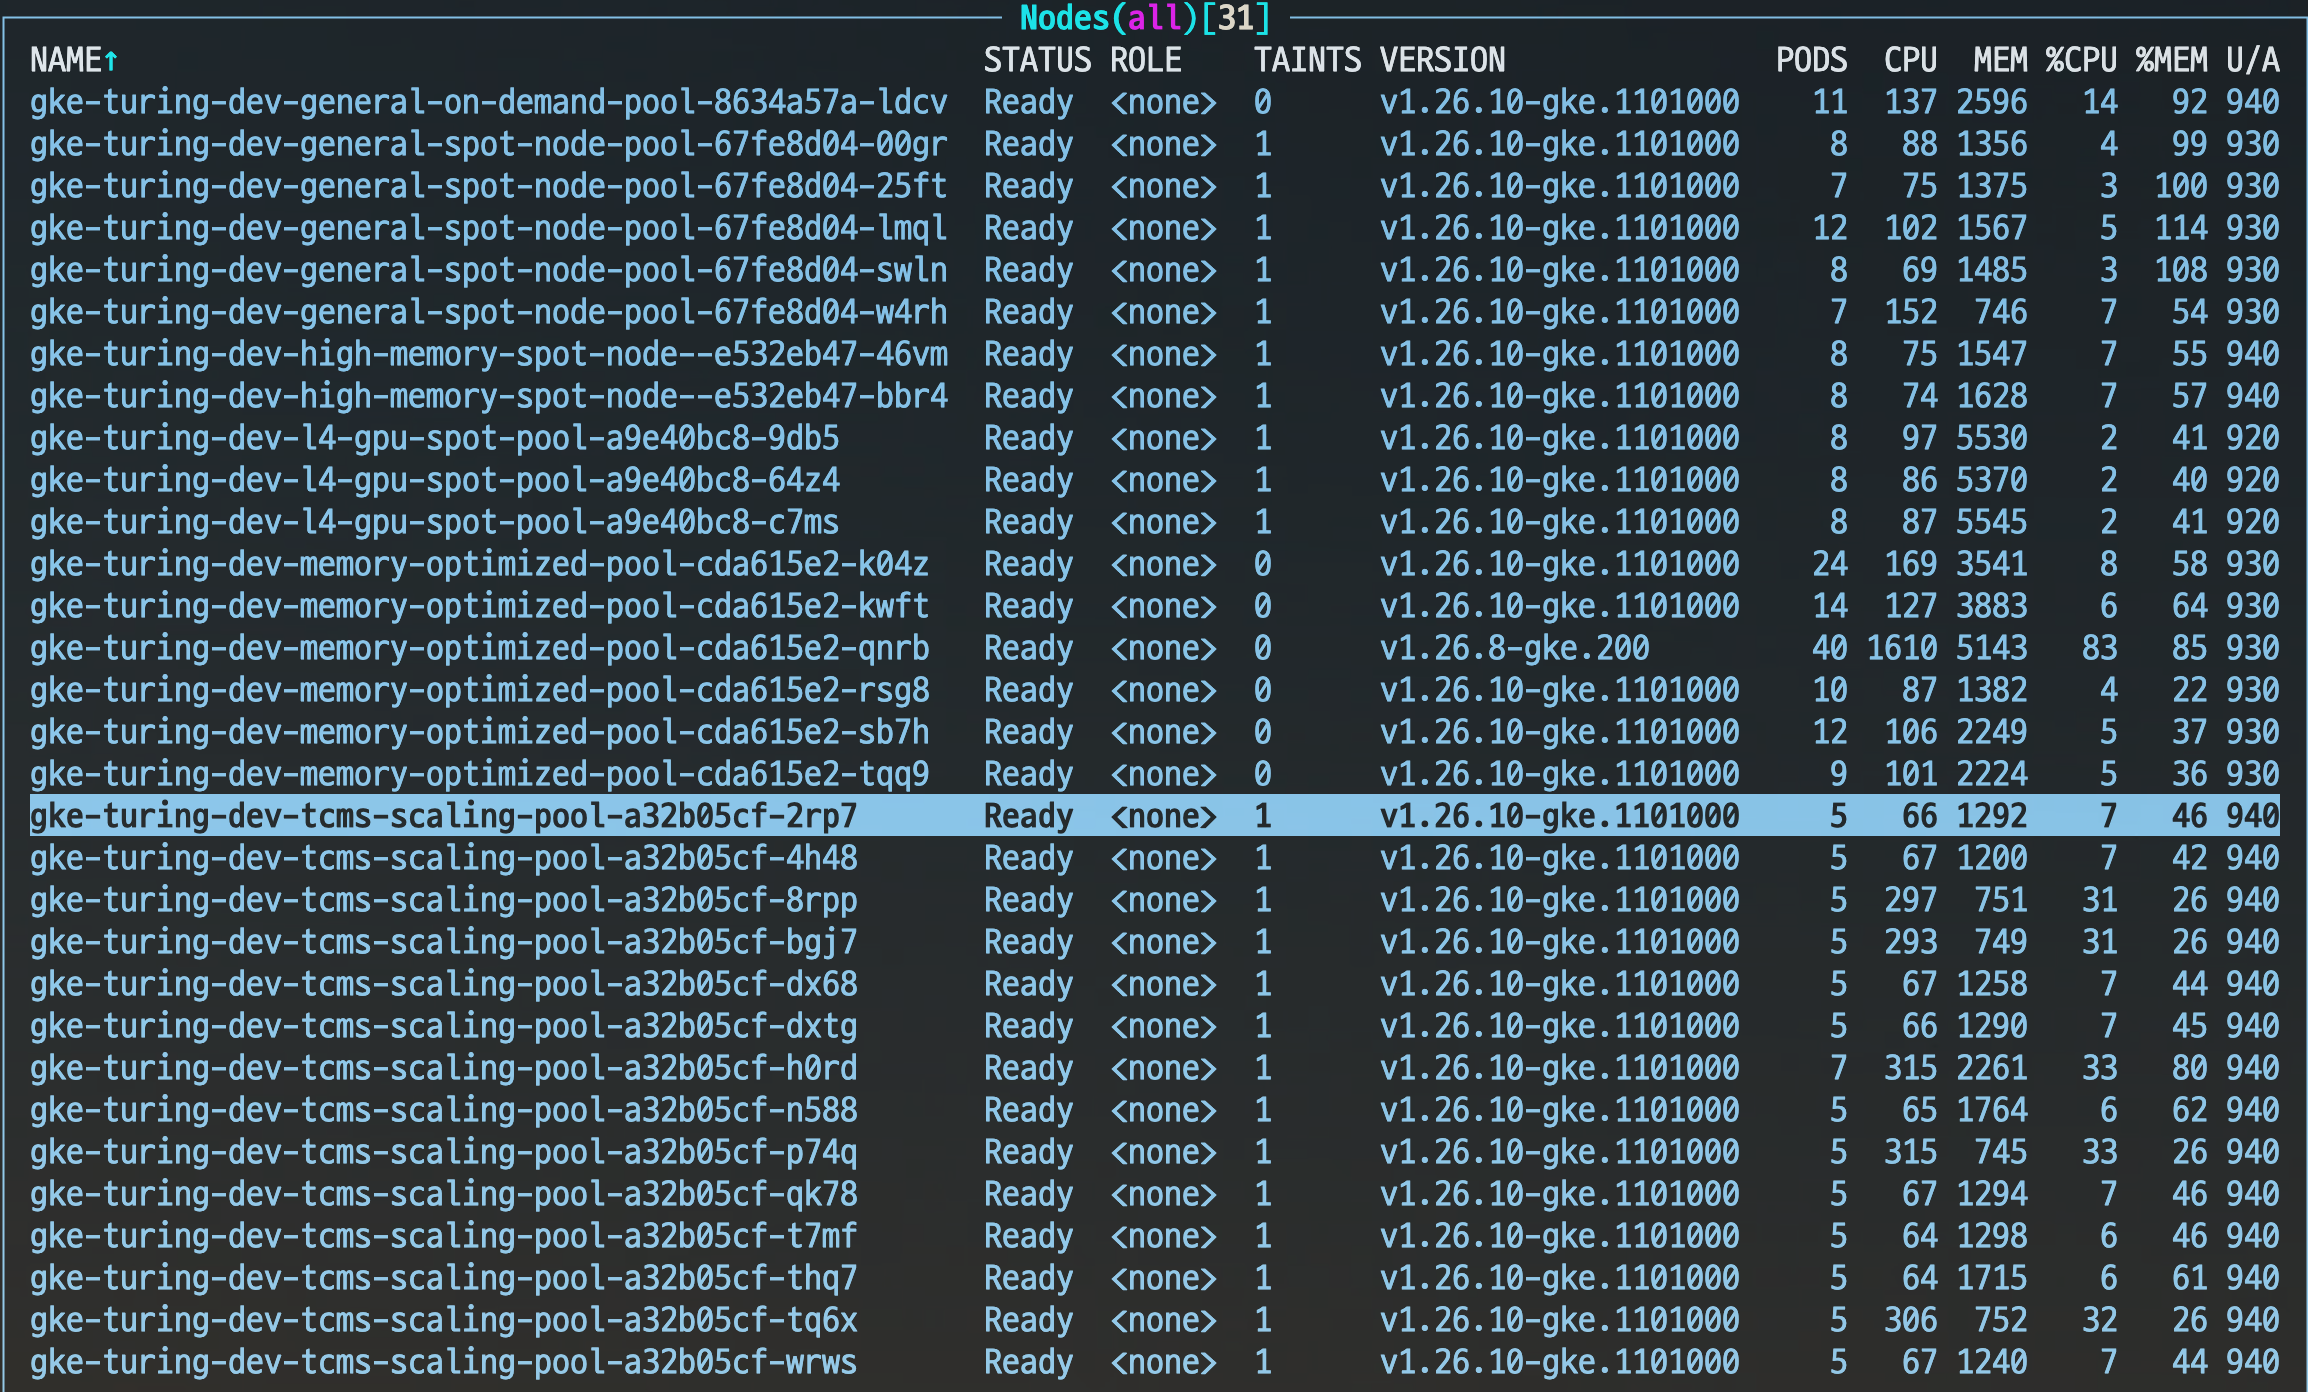 Nodes(all)[31]
NAME↑ STATUS ROLE TAINTS VERSION PODS CPU MEM %CPU %MEM U/A
gke-turing-dev-general-on-demand-pool-8634a57a-ldcv Ready <none> 0 v1.26.10-gke.1101000 11 137 2596 14 92 940
gke-turing-dev-general-spot-node-pool-67fe8d04-00gr Ready <none> 1 v1.26.10-gke.1101000 8 88 1356 4 99 930
gke-turing-dev-general-spot-node-pool-67fe8d04-25ft Ready <none> 1 v1.26.10-gke.1101000 7 75 1375 3 100 930
gke-turing-dev-general-spot-node-pool-67fe8d04-lmql Ready <none> 1 v1.26.10-gke.1101000 12 102 1567 5 114 930
gke-turing-dev-general-spot-node-pool-67fe8d04-swln Ready <none> 1 v1.26.10-gke.1101000 8 69 1485 3 108 930
gke-turing-dev-general-spot-node-pool-67fe8d04-w4rh Ready <none> 1 v1.26.10-gke.1101000 7 152 746 7 54 930
gke-turing-dev-high-memory-spot-node--e532eb47-46vm Ready <none> 1 v1.26.10-gke.1101000 8 75 1547 7 55 940
gke-turing-dev-high-memory-spot-node--e532eb47-bbr4 Ready <none> 1 v1.26.10-gke.1101000 8 74 1628 7 57 940
gke-turing-dev-l4-gpu-spot-pool-a9e40bc8-9db5 Ready <none> 1 v1.26.10-gke.1101000 8 97 5530 2 41 920
gke-turing-dev-l4-gpu-spot-pool-a9e40bc8-64z4 Ready <none> 1 v1.26.10-gke.1101000 8 86 5370 2 40 920
gke-turing-dev-l4-gpu-spot-pool-a9e40bc8-c7ms Ready <none> 1 v1.26.10-gke.1101000 8 87 5545 2 41 920
gke-turing-dev-memory-optimized-pool-cda615e2-k04z Ready <none> 0 v1.26.10-gke.1101000 24 169 3541 8 58 930
gke-turing-dev-memory-optimized-pool-cda615e2-kwft Ready <none> 0 v1.26.10-gke.1101000 14 127 3883 6 64 930
gke-turing-dev-memory-optimized-pool-cda615e2-qnrb Ready <none> 0 v1.26.8-gke.200 40 1610 5143 83 85 930
gke-turing-dev-memory-optimized-pool-cda615e2-rsg8 Ready <none> 0 v1.26.10-gke.1101000 10 87 1382 4 22 930
gke-turing-dev-memory-optimized-pool-cda615e2-sb7h Ready <none> 0 v1.26.10-gke.1101000 12 106 2249 5 37 930
gke-turing-dev-memory-optimized-pool-cda615e2-tqq9 Ready <none> 0 v1.26.10-gke.1101000 9 101 2224 5 36 930
gke-turing-dev-tcms-scaling-pool-a32b05cf-2rp7 Ready <none> 1 v1.26.10-gke.1101000 5 66 1292 7 46 940
gke-turing-dev-tcms-scaling-pool-a32b05cf-4h48 Ready <none> 1 v1.26.10-gke.1101000 5 67 1200 7 42 940
gke-turing-dev-tcms-scaling-pool-a32b05cf-8rpp Ready <none> 1 v1.26.10-gke.1101000 5 297 751 31 26 940
gke-turing-dev-tcms-scaling-pool-a32b05cf-bgj7 Ready <none> 1 v1.26.10-gke.1101000 5 293 749 31 26 940
gke-turing-dev-tcms-scaling-pool-a32b05cf-dx68 Ready <none> 1 v1.26.10-gke.1101000 5 67 1258 7 44 940
gke-turing-dev-tcms-scaling-pool-a32b05cf-dxtg Ready <none> 1 v1.26.10-gke.1101000 5 66 1290 7 45 940
gke-turing-dev-tcms-scaling-pool-a32b05cf-h0rd Ready <none> 1 v1.26.10-gke.1101000 7 315 2261 33 80 940
gke-turing-dev-tcms-scaling-pool-a32b05cf-n588 Ready <none> 1 v1.26.10-gke.1101000 5 65 1764 6 62 940
gke-turing-dev-tcms-scaling-pool-a32b05cf-p74q Ready <none> 1 v1.26.10-gke.1101000 5 315 745 33 26 940
gke-turing-dev-tcms-scaling-pool-a32b05cf-qk78 Ready <none> 1 v1.26.10-gke.1101000 5 67 1294 7 46 940
gke-turing-dev-tcms-scaling-pool-a32b05cf-t7mf Ready <none> 1 v1.26.10-gke.1101000 5 64 1298 6 46 940
gke-turing-dev-tcms-scaling-pool-a32b05cf-thq7 Ready <none> 1 v1.26.10-gke.1101000 5 64 1715 6 61 940
gke-turing-dev-tcms-scaling-pool-a32b05cf-tq6x Ready <none> 1 v1.26.10-gke.1101000 5 306 752 32 26 940
gke-turing-dev-tcms-scaling-pool-a32b05cf-wrws Ready <none> 1 v1.26.10-gke.1101000 5 67 1240 7 44 940